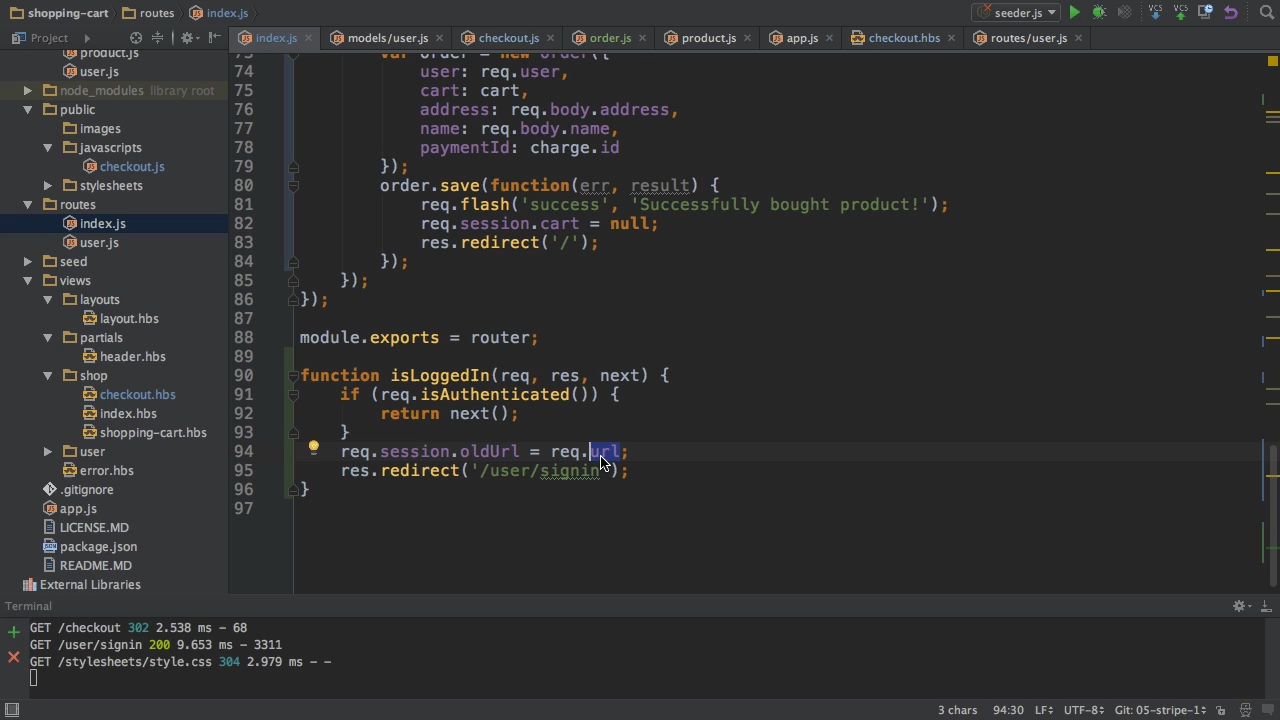 shopping-cart routes index.js seeder.js VCS VCS
Project index.js models/user.js checkout.js order.js product.js app.js checkout.hbs routes/user.js
product.js
user.js
node_modules library root
public
images
javascripts
checkout.js
stylesheets
routes
index.js
user.js
seed
views
layouts
layout.hbs
partials
header.hbs
shop
checkout.hbs
index.hbs
shopping-cart.hbs
user
error.hbs
.gitignore
app.js
LICENSE.MD
package.json
README.MD
External Libraries
73 var order = new Order({
74 user: req.user,
75 cart: cart,
76 address: req.body.address,
77 name: req.body.name,
78 paymentId: charge.id
79 });
80 order.save(function(err, result) {
81 req.flash('success', 'Successfully bought product!');
82 req.session.cart = null;
83 res.redirect('/');
84 });
85 });
86 });
87
88 module.exports = router;
89
90 function isLoggedIn(req, res, next) {
91 if (req.isAuthenticated()) {
92 return next();
93 }
94 req.session.oldUrl = req.url;
95 res.redirect('/user/signin');
96 }
97
Terminal
GET /checkout 302 2.538 ms - 68
GET /user/signin 200 9.653 ms - 3311
GET /stylesheets/style.css 304 2.979 ms - -
3 chars 94:30 LF UTF-8 Git: 05-stripe-1